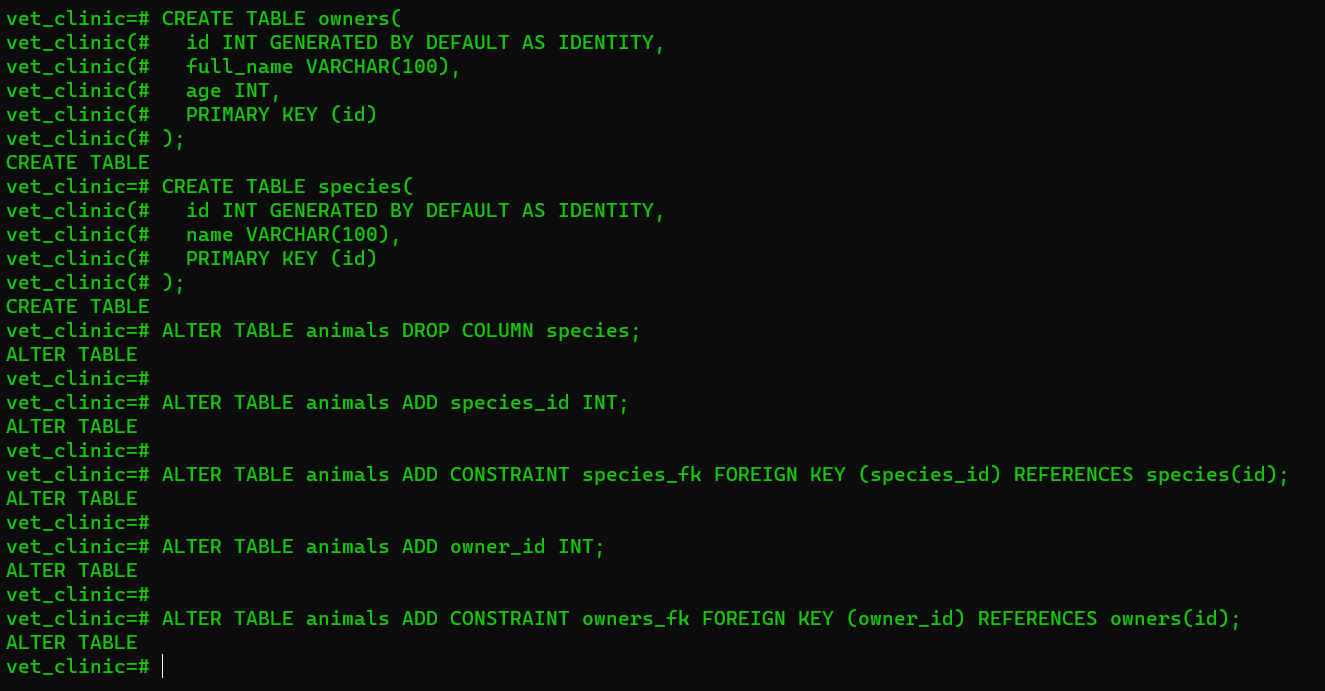 vet_clinic=# CREATE TABLE owners(
vet_clinic(#   id INT GENERATED BY DEFAULT AS IDENTITY,
vet_clinic(#   full_name VARCHAR(100),
vet_clinic(#   age INT,
vet_clinic(#   PRIMARY KEY (id)
vet_clinic(# );
CREATE TABLE
vet_clinic=# CREATE TABLE species(
vet_clinic(#   id INT GENERATED BY DEFAULT AS IDENTITY,
vet_clinic(#   name VARCHAR(100),
vet_clinic(#   PRIMARY KEY (id)
vet_clinic(# );
CREATE TABLE
vet_clinic=# ALTER TABLE animals DROP COLUMN species;
ALTER TABLE
vet_clinic=#
vet_clinic=# ALTER TABLE animals ADD species_id INT;
ALTER TABLE
vet_clinic=#
vet_clinic=# ALTER TABLE animals ADD CONSTRAINT species_fk FOREIGN KEY (species_id) REFERENCES species(id);
ALTER TABLE
vet_clinic=#
vet_clinic=# ALTER TABLE animals ADD owner_id INT;
ALTER TABLE
vet_clinic=#
vet_clinic=# ALTER TABLE animals ADD CONSTRAINT owners_fk FOREIGN KEY (owner_id) REFERENCES owners(id);
ALTER TABLE
vet_clinic=#